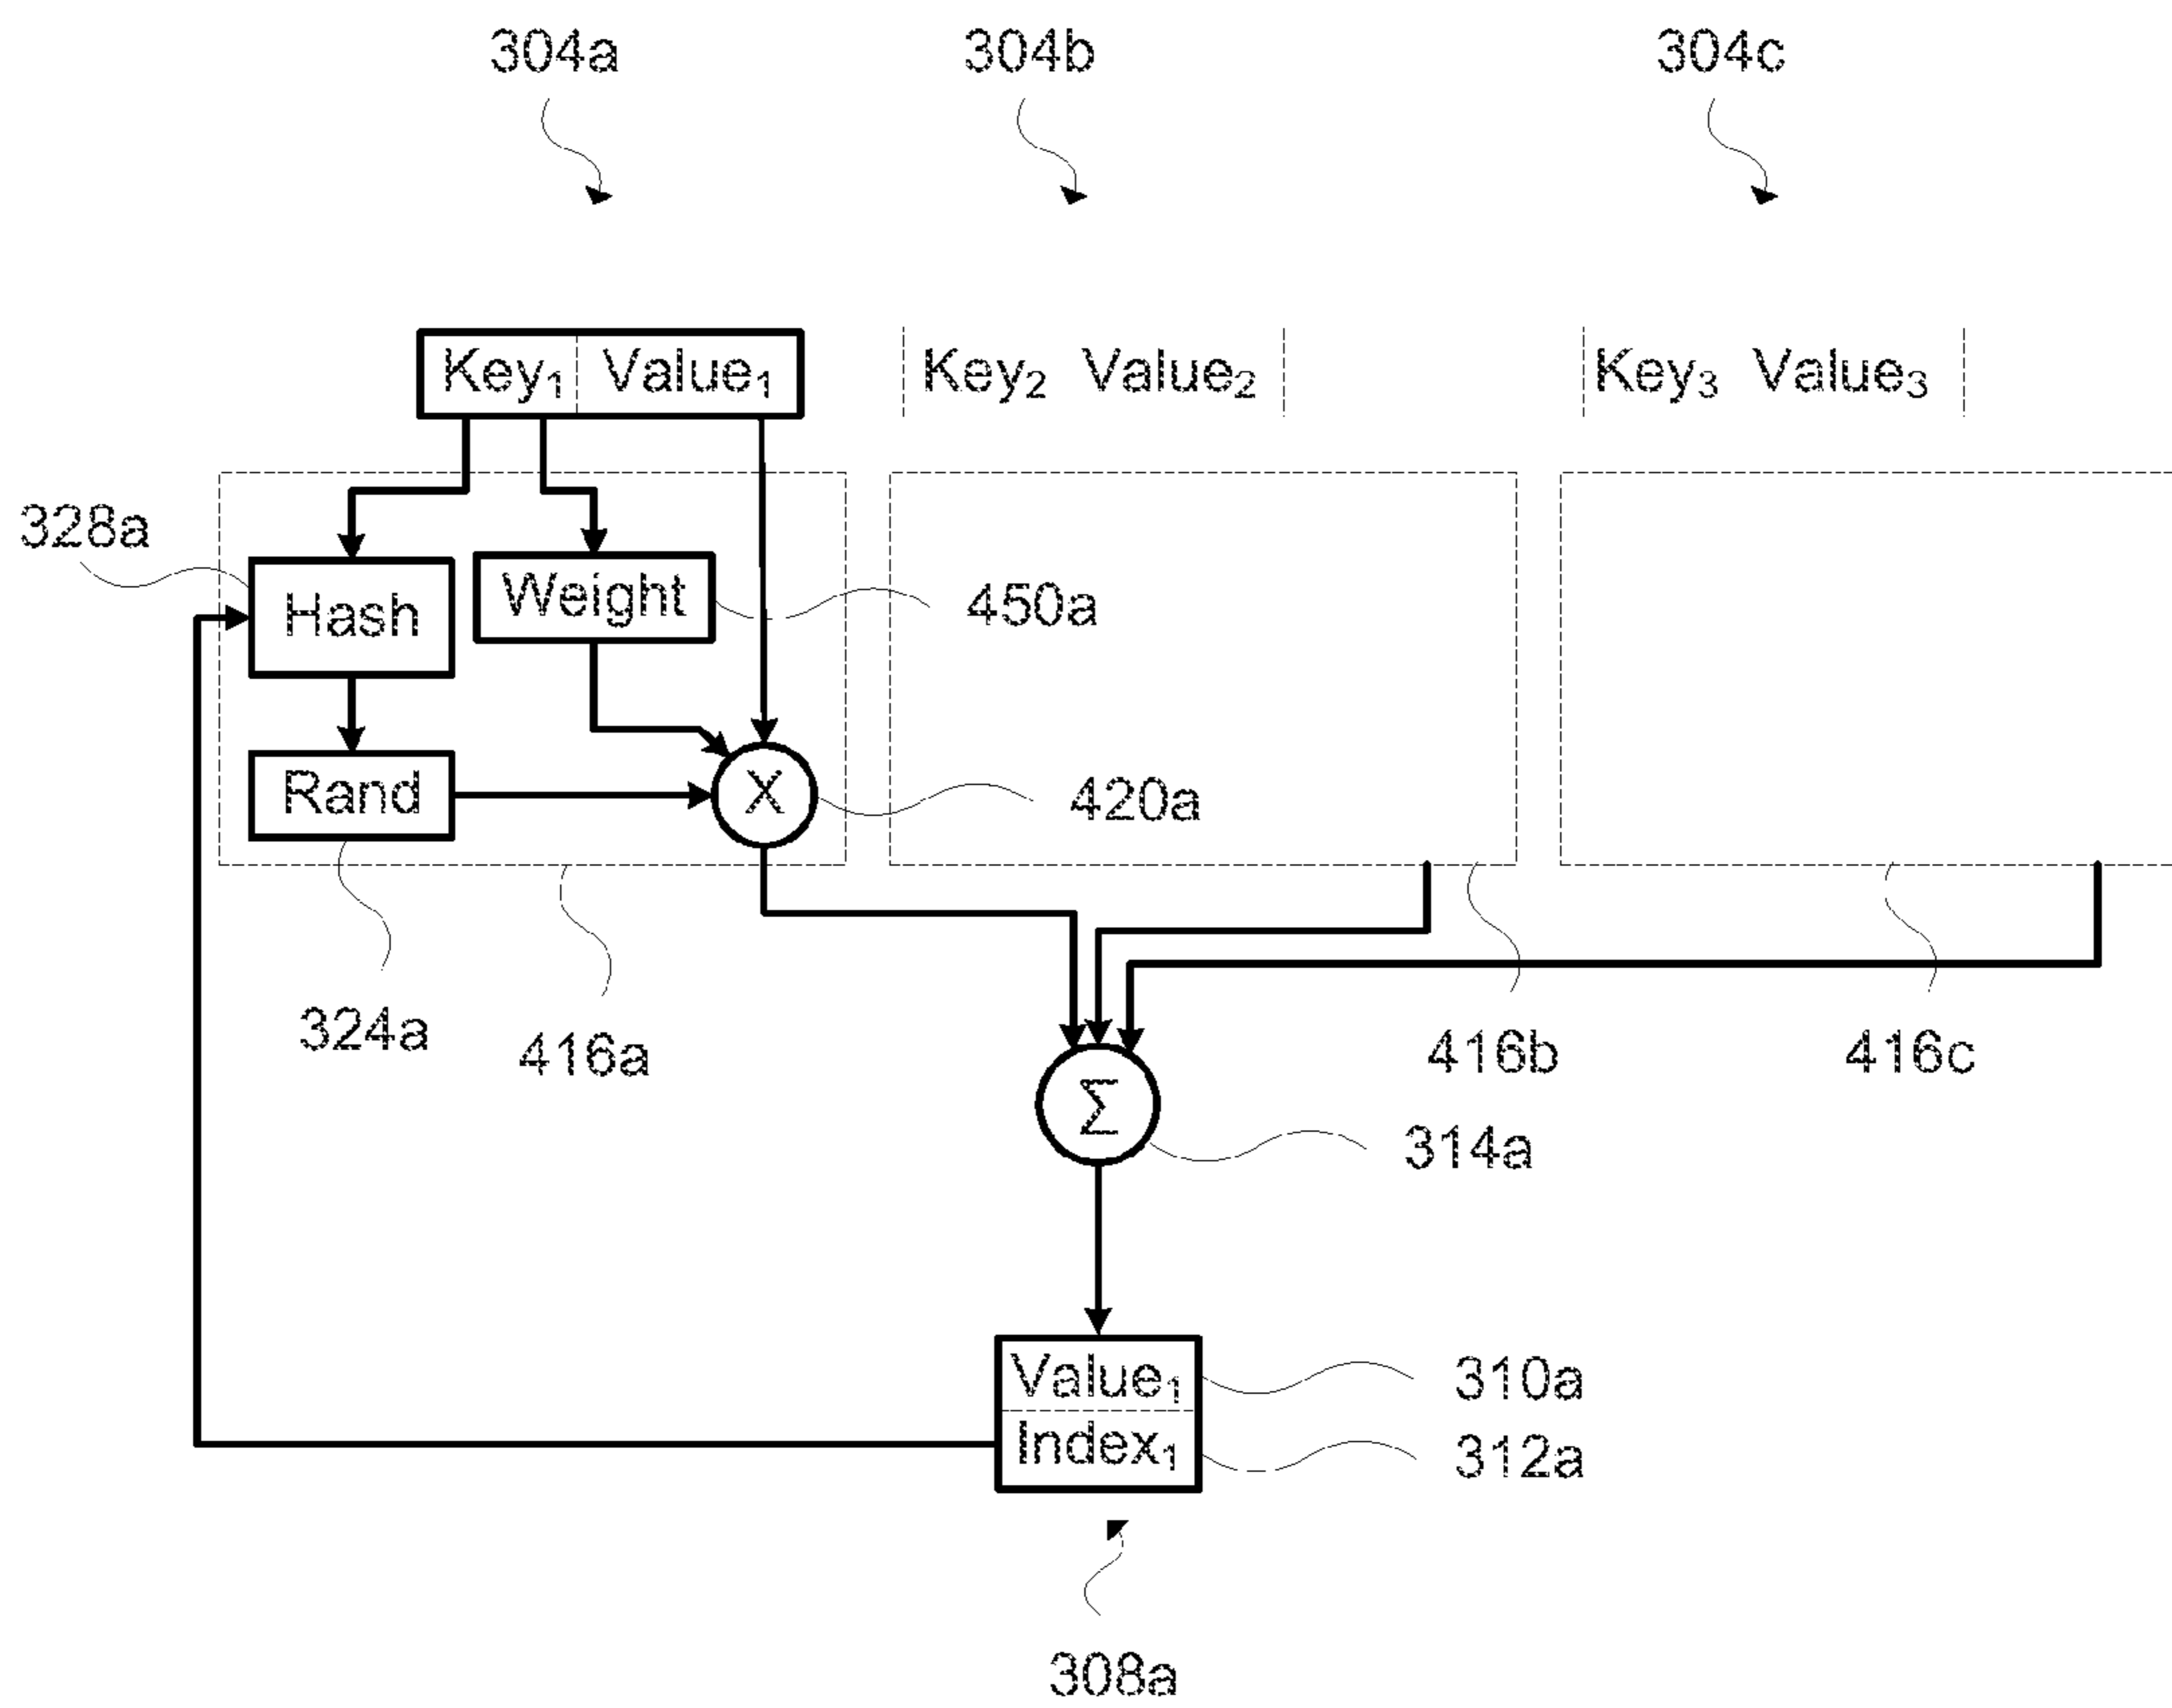 304a 304b 304c
Key₁ Value₁ Key₂ Value₂ Key₃ Value₃
328a
Hash Weight 450a
Rand X 420a
324a 416a 416b 416c
Σ
314a
Value₁ 310a
Index₁ 312a
308a